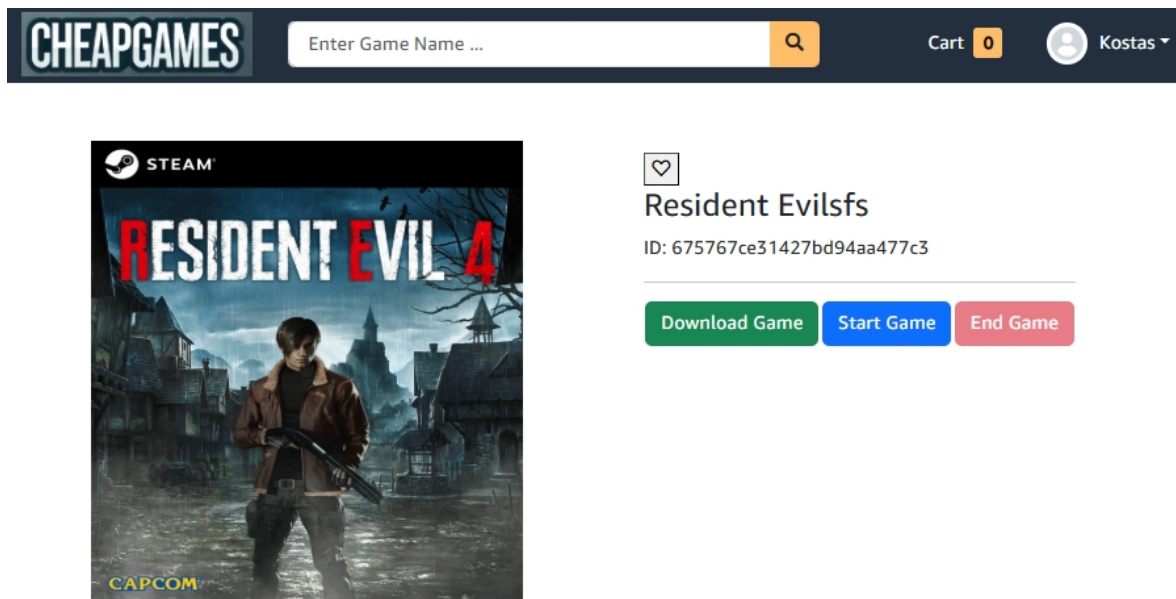 CHEAPGAMES
Enter Game Name ...
Cart 0
Kostas
STEAM
RESIDENT EVIL 4
CAPCOM
Resident Evilsfs
ID: 675767ce31427bd94aa477c3
Download Game Start Game End Game